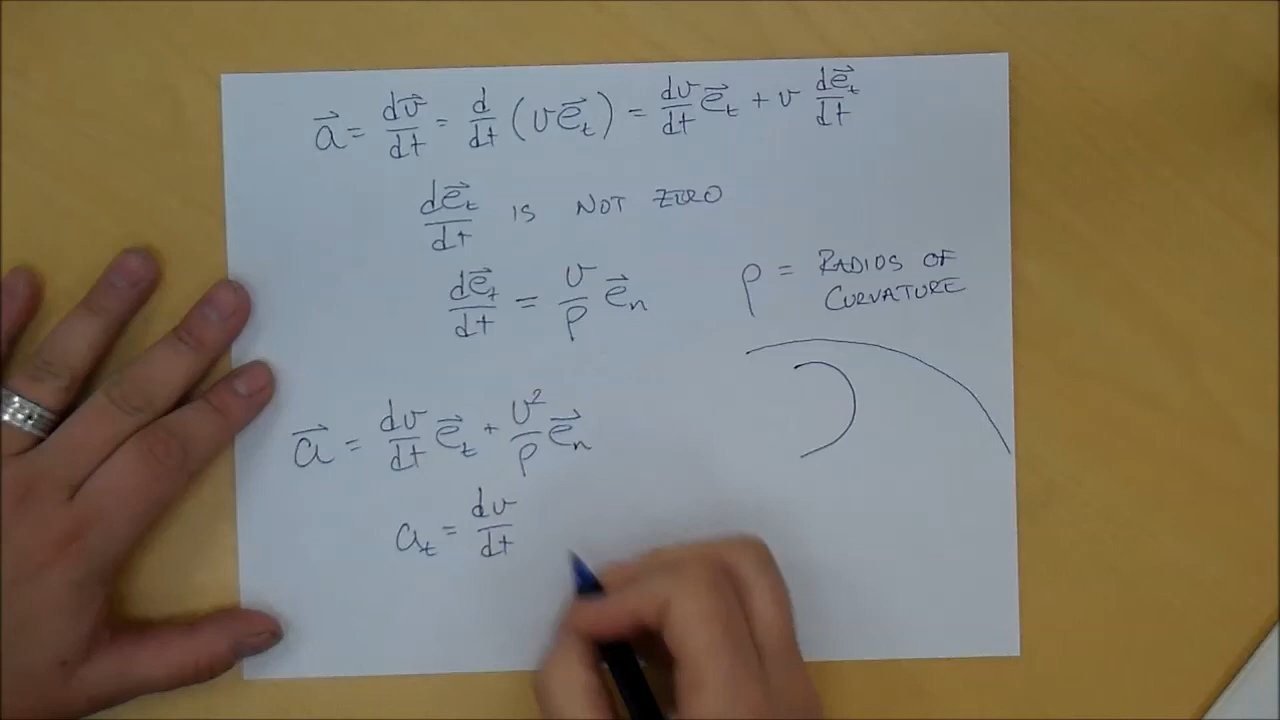 a⃗ = dv⃗/dt = d/dt (ve⃗ₜ) = dv/dt e⃗ₜ + v de⃗ₜ/dt
de⃗ₜ/dt IS NOT ZERO
de⃗ₜ/dt = v/ρ e⃗ₙ
ρ = RADIOS OF
CURVATURE
a⃗ = dv/dt e⃗ₜ + v²/ρ e⃗ₙ
aₜ = dv/dt